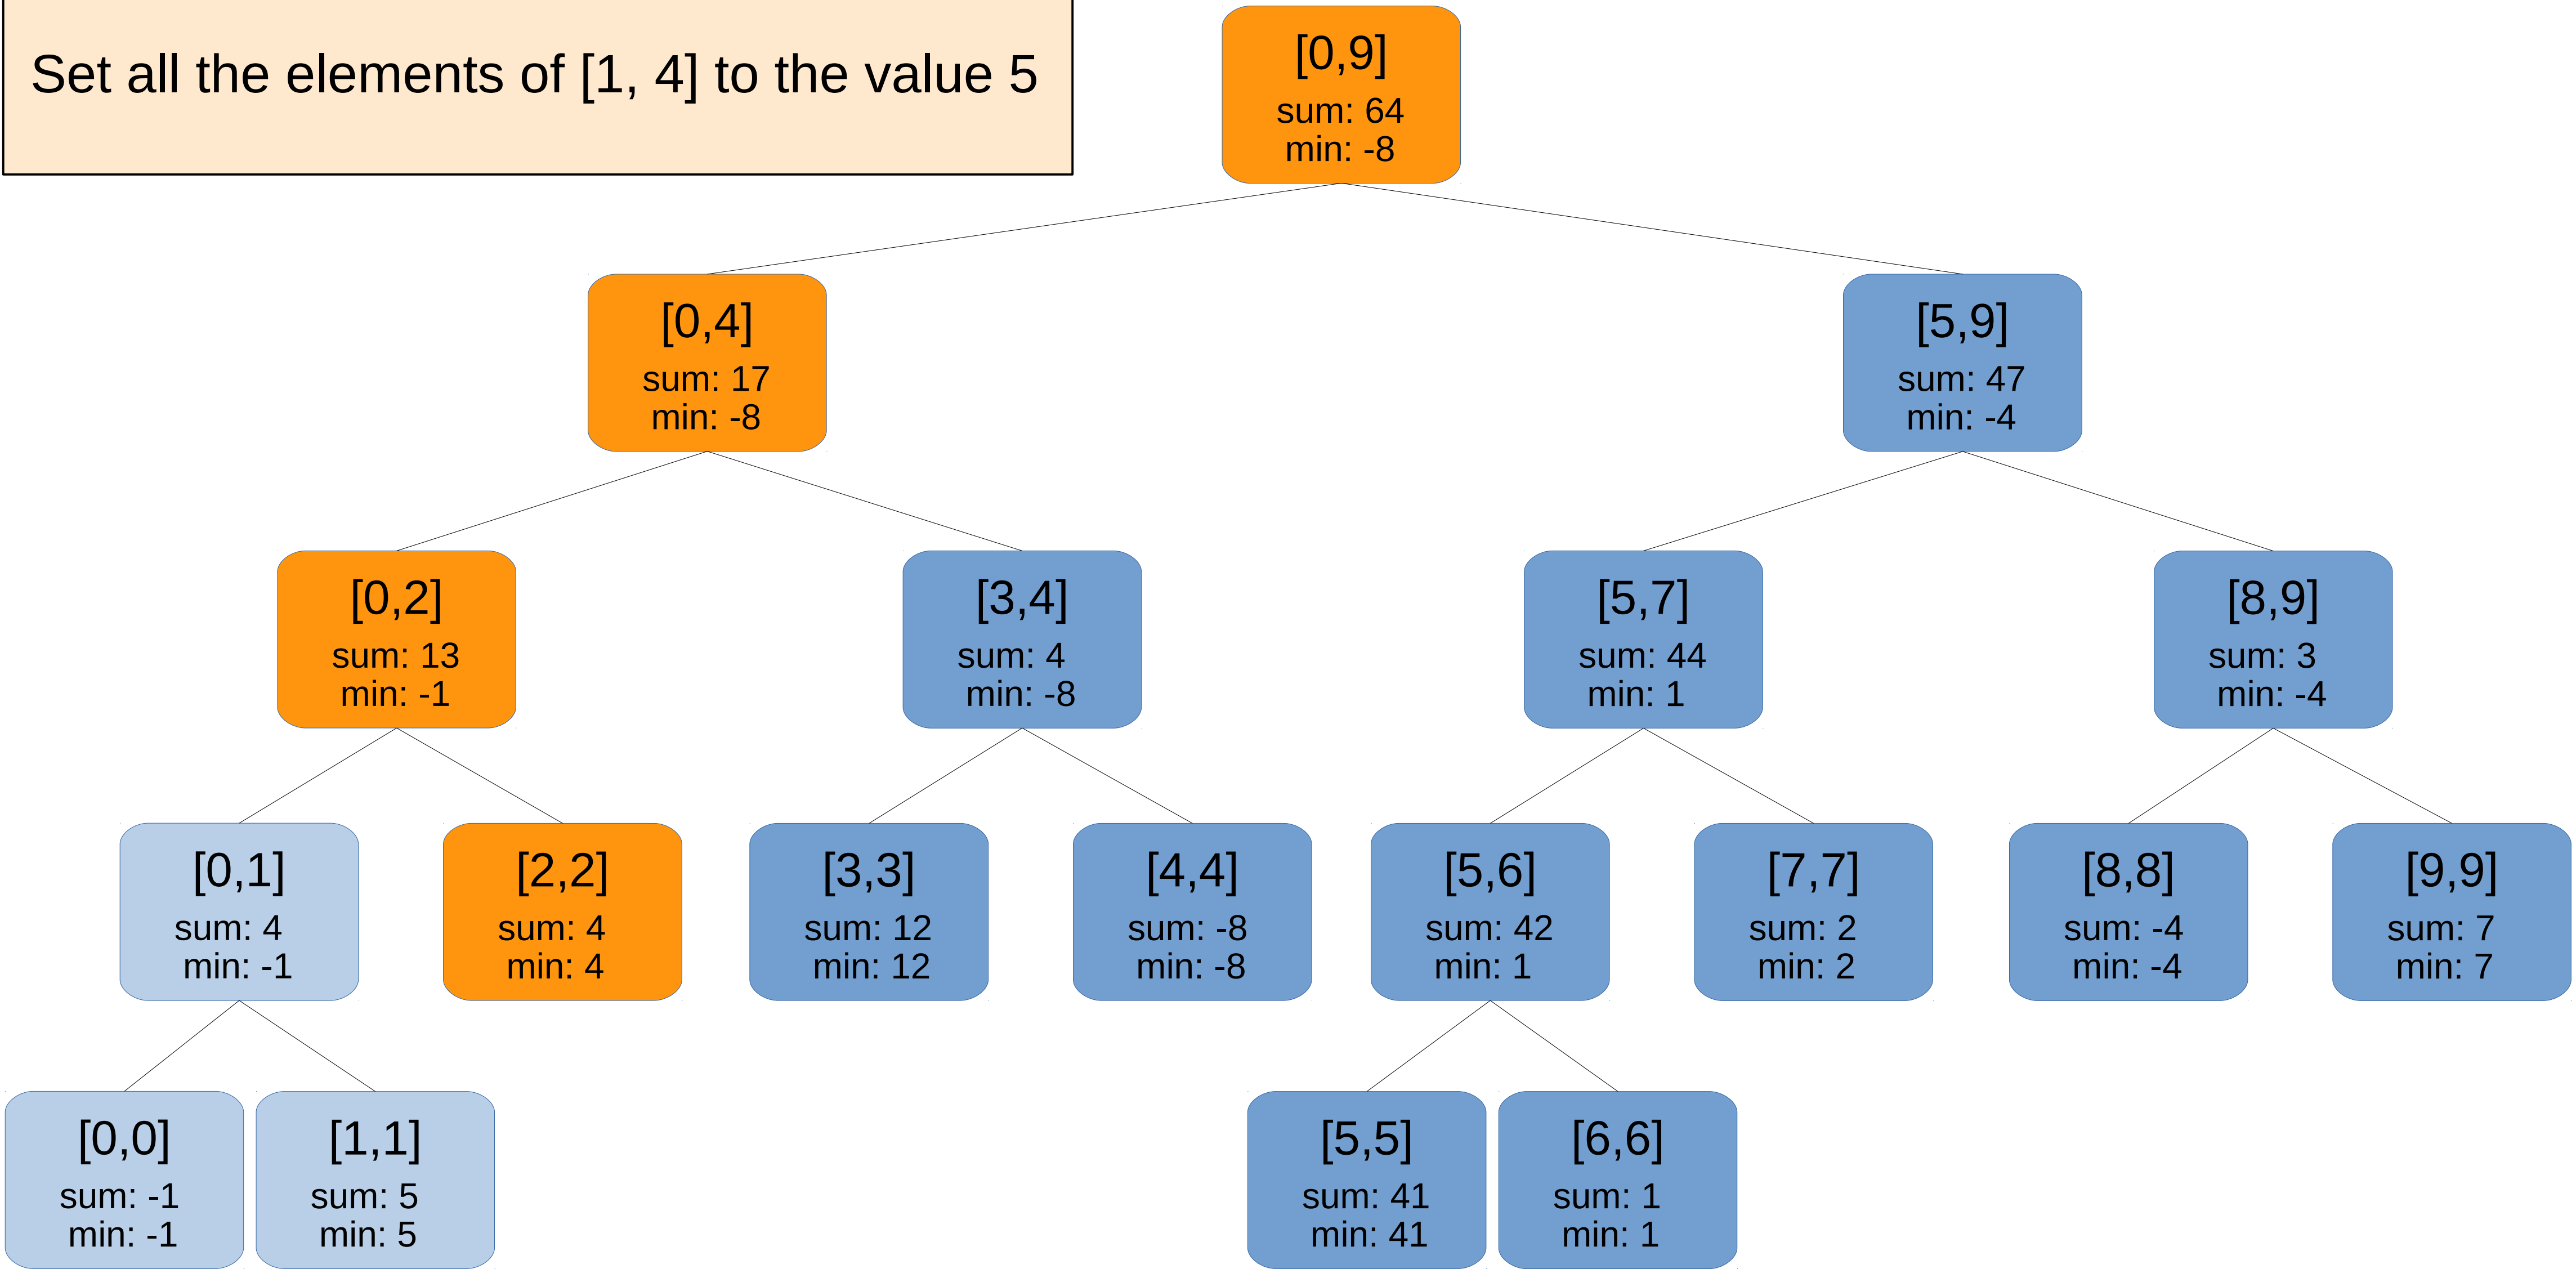 Set all the elements of [1, 4] to the value 5
[0,9]
sum: 64
min: -8
[0,4]
sum: 17
min: -8
[5,9]
sum: 47
min: -4
[0,2]
sum: 13
min: -1
[3,4]
sum: 4
min: -8
[5,7]
sum: 44
min: 1
[8,9]
sum: 3
min: -4
[0,1]
sum: 4
min: -1
[2,2]
sum: 4
min: 4
[3,3]
sum: 12
min: 12
[4,4]
sum: -8
min: -8
[5,6]
sum: 42
min: 1
[7,7]
sum: 2
min: 2
[8,8]
sum: -4
min: -4
[9,9]
sum: 7
min: 7
[0,0]
sum: -1
min: -1
[1,1]
sum: 5
min: 5
[5,5]
sum: 41
min: 41
[6,6]
sum: 1
min: 1